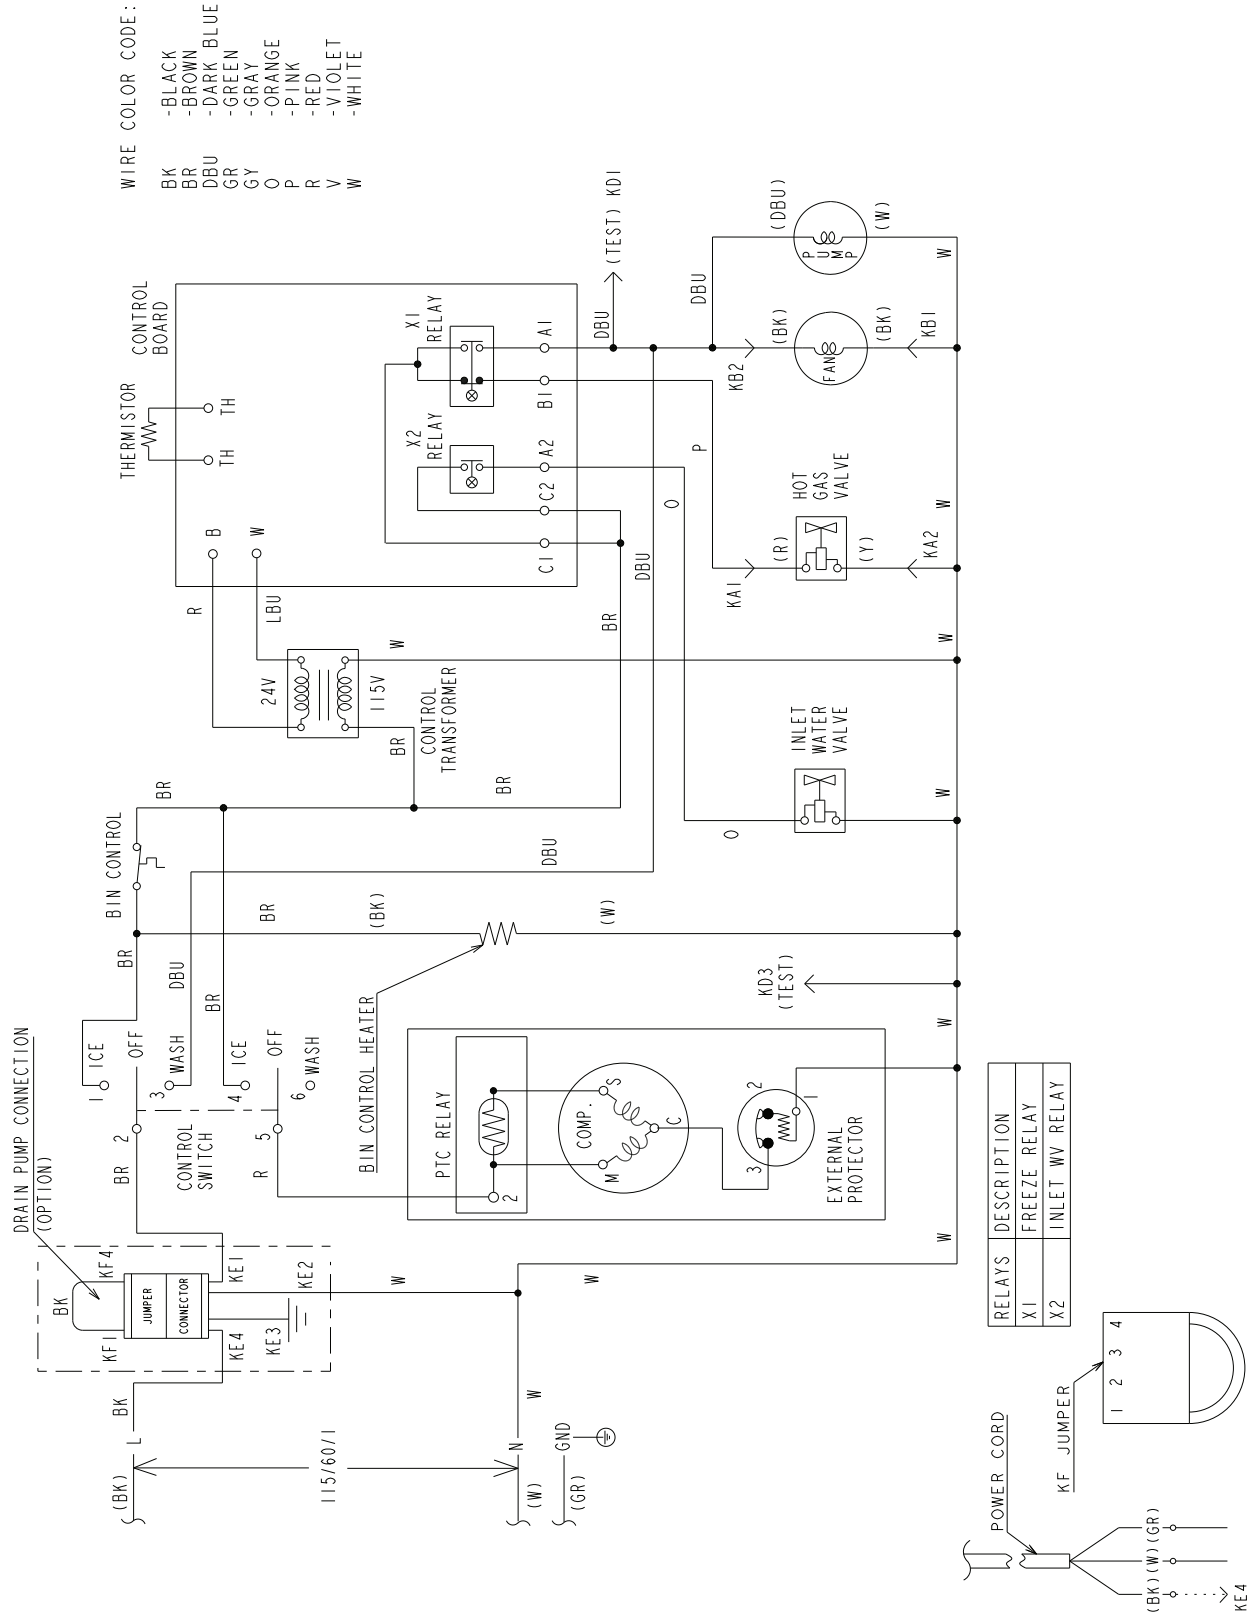 WIRE COLOR CODE:
BK -BLACK
BR -BROWN
DBU -DARK BLUE
GR -GREEN
GY -GRAY
O -ORANGE
P -PINK
R -RED
V -VIOLET
W -WHITE
DRAIN PUMP CONNECTION
(OPTION)
BK
KF1
KF4
JUMPER
CONNECTOR
KE4
KE1
KE3
KE2
(BK)
L
BK
115/60/1
(W)
N
W
(GR)
GND
W
W
BR
2
OFF
1
ICE
3
WASH
CONTROL
SWITCH
R
5
OFF
4
ICE
6
WASH
BR
DBU
BR
BIN CONTROL
BR
BR
(BK)
(W)
BIN CONTROL HEATER
DBU
BR
BR
CONTROL
TRANSFORMER
24V
115V
W
R
LBU
THERMISTOR
CONTROL
BOARD
TH
TH
B
W
X2
RELAY
X1
RELAY
C1
C2
A2
B1
A1
BR
DBU
O
P
DBU
(TEST) KD1
DBU
(DBU)
PUMP
(W)
W
KB2
(BK)
FAN
(BK)
KB1
KA1
(R)
HOT
GAS
VALVE
(Y)
KA2
W
W
O
INLET
WATER
VALVE
W
KD3
(TEST)
W
PTC RELAY
2
COMP.
M
S
C
EXTERNAL
PROTECTOR
3
2
1
W
RELAYS DESCRIPTION
X1 FREEZE RELAY
X2 INLET WV RELAY
POWER CORD
(BK)(W)(GR)
KE4
KF JUMPER
1 2 3 4